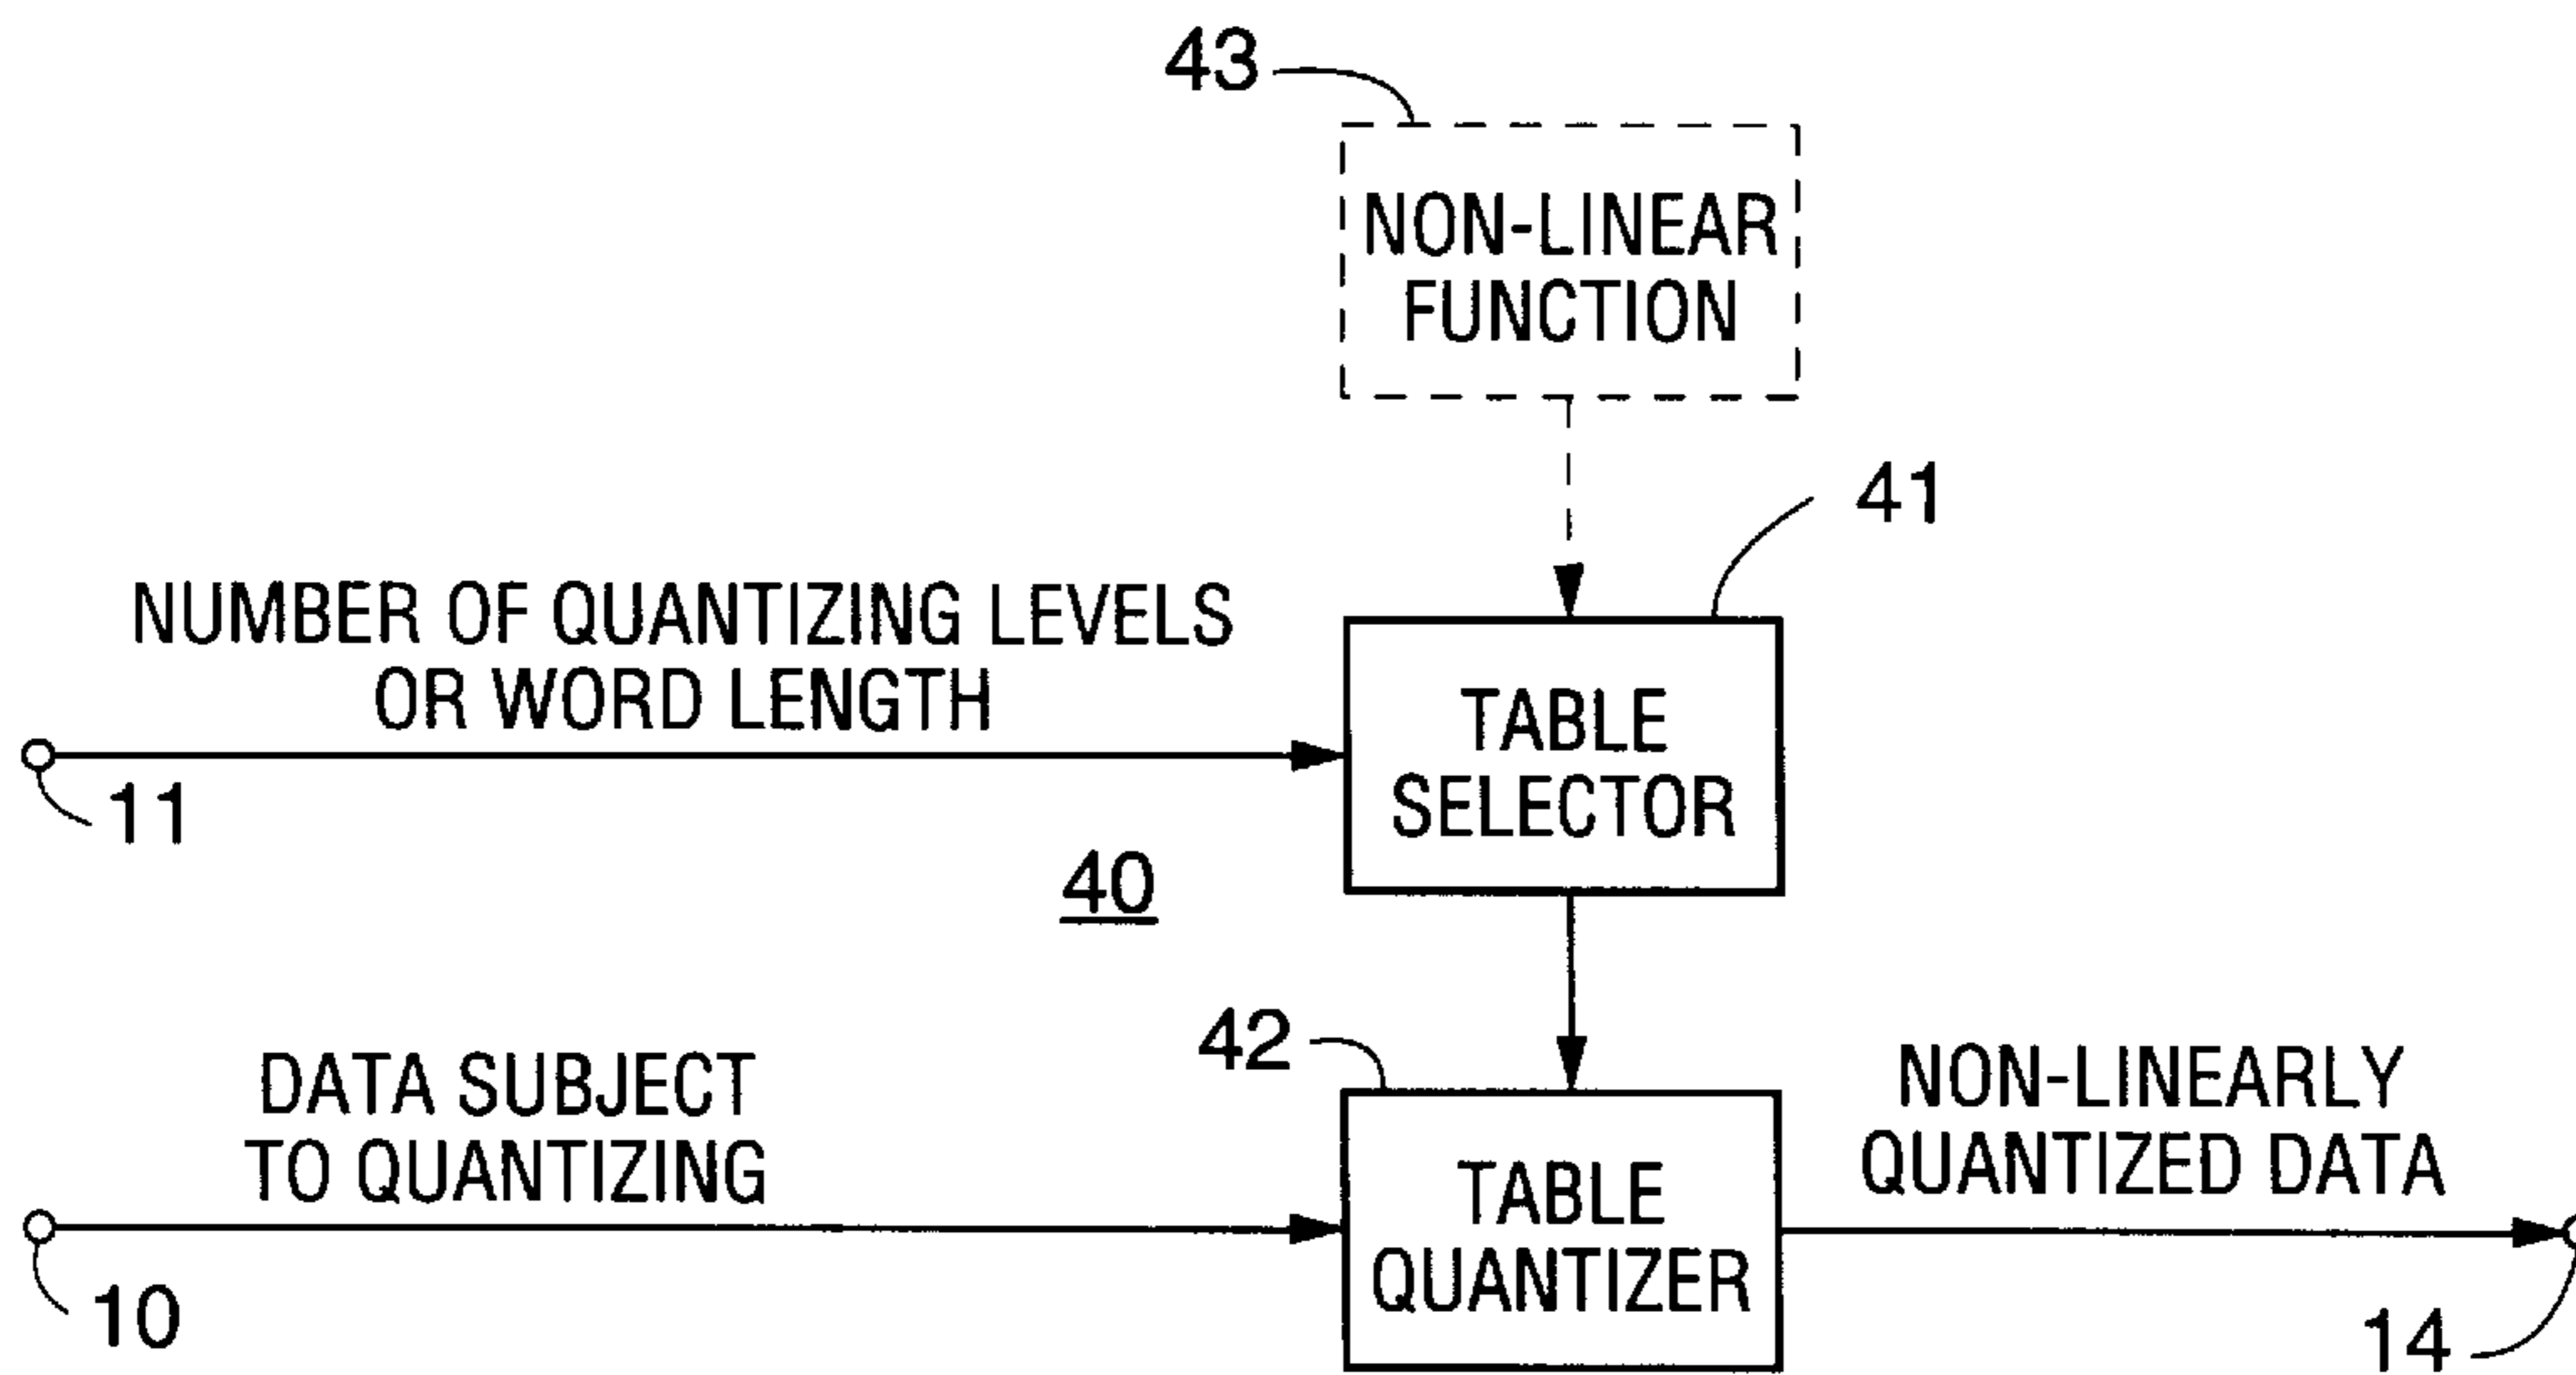 43
NON-LINEAR
FUNCTION
41
NUMBER OF QUANTIZING LEVELS
OR WORD LENGTH
TABLE
SELECTOR
11
40
42
DATA SUBJECT
TO QUANTIZING
TABLE
QUANTIZER
NON-LINEARLY
QUANTIZED DATA
10
14